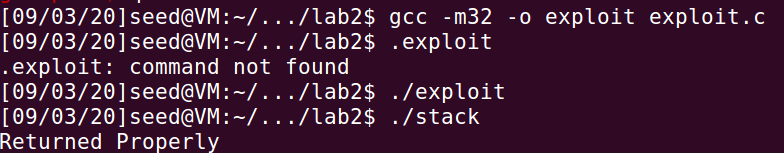 [09/03/20]seed@VM:~/.../lab2$ gcc -m32 -o exploit exploit.c
[09/03/20]seed@VM:~/.../lab2$ .exploit
.exploit: command not found
[09/03/20]seed@VM:~/.../lab2$ ./exploit
[09/03/20]seed@VM:~/.../lab2$ ./stack
Returned Properly